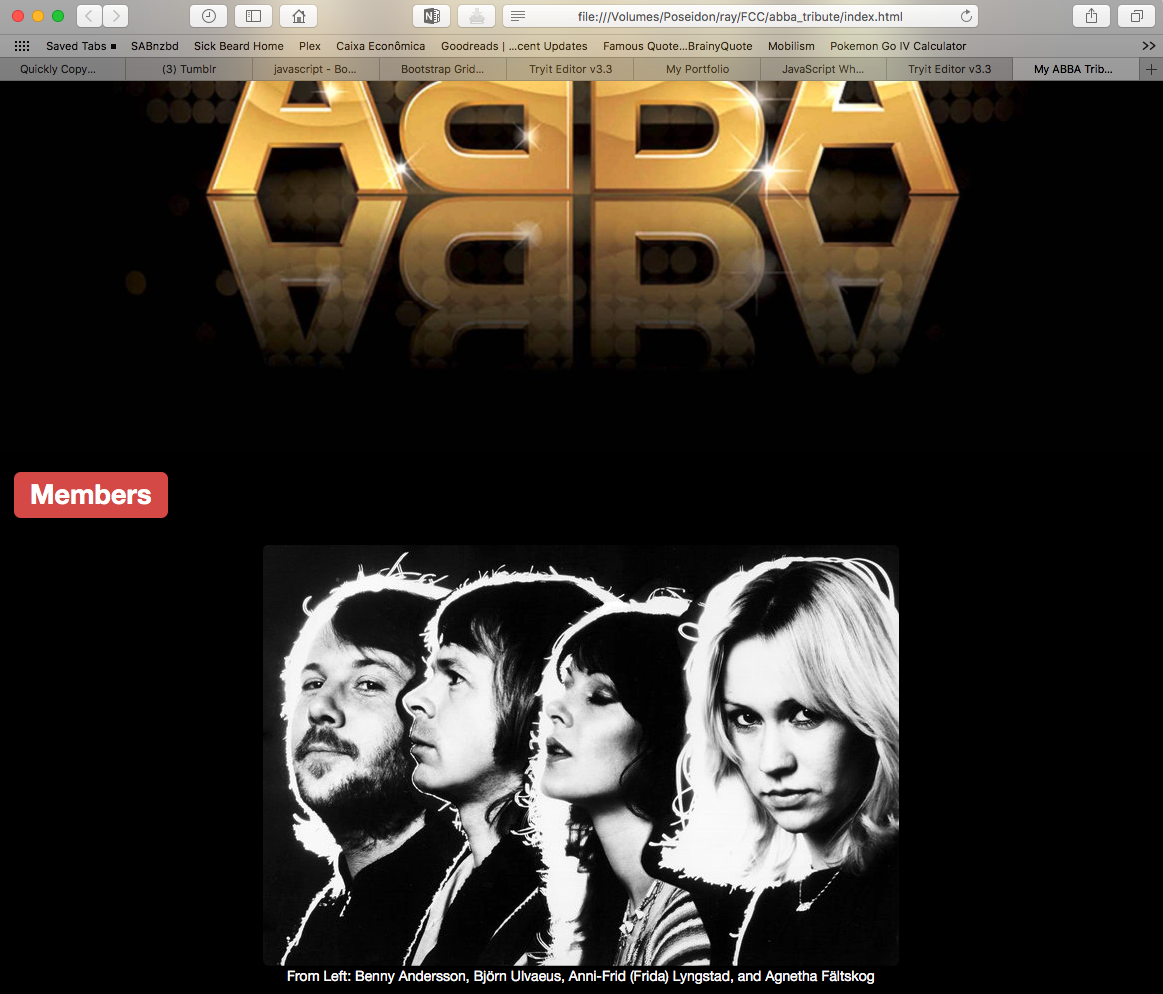 file:///Volumes/Poseidon/ray/FCC/abba_tribute/index.html
Saved Tabs SABnzbd Sick Beard Home Plex Caixa Econômica Goodreads | ...cent Updates Famous Quote...BrainyQuote Mobilism Pokemon Go IV Calculator >>
Quickly Copy... (3) Tumblr javascript - Bo... Bootstrap Grid... Tryit Editor v3.3 My Portfolio JavaScript Wh... Tryit Editor v3.3 My ABBA Trib... +
ABBA
Members
From Left: Benny Andersson, Björn Ulvaeus, Anni-Frid (Frida) Lyngstad, and Agnetha Fältskog